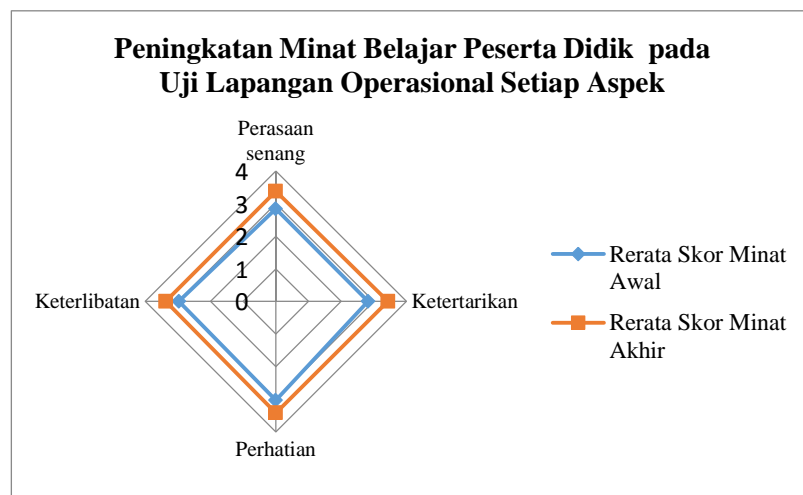 Peningkatan Minat Belajar Peserta Didik pada
Uji Lapangan Operasional Setiap Aspek
Perasaan
senang
4
3
2
1
0
Keterlibatan
Ketertarikan
Perhatian
Rerata Skor Minat
Awal
Rerata Skor Minat
Akhir